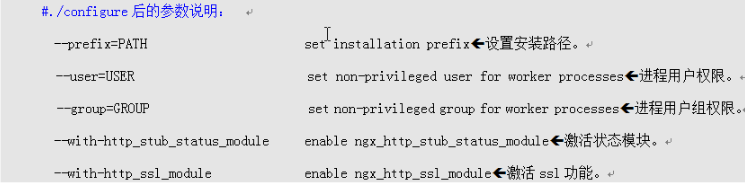 #./configure 后的参数说明：
--prefix=PATH set installation prefix←设置安装路径。
--user=USER set non-privileged user for worker processes←进程用户权限。
--group=GROUP set non-privileged group for worker processes←进程用户组权限。
--with-http_stub_status_module enable ngx_http_stub_status_module←激活状态模块。
--with-http_ssl_module enable ngx_http_ssl_module←激活 ssl 功能。